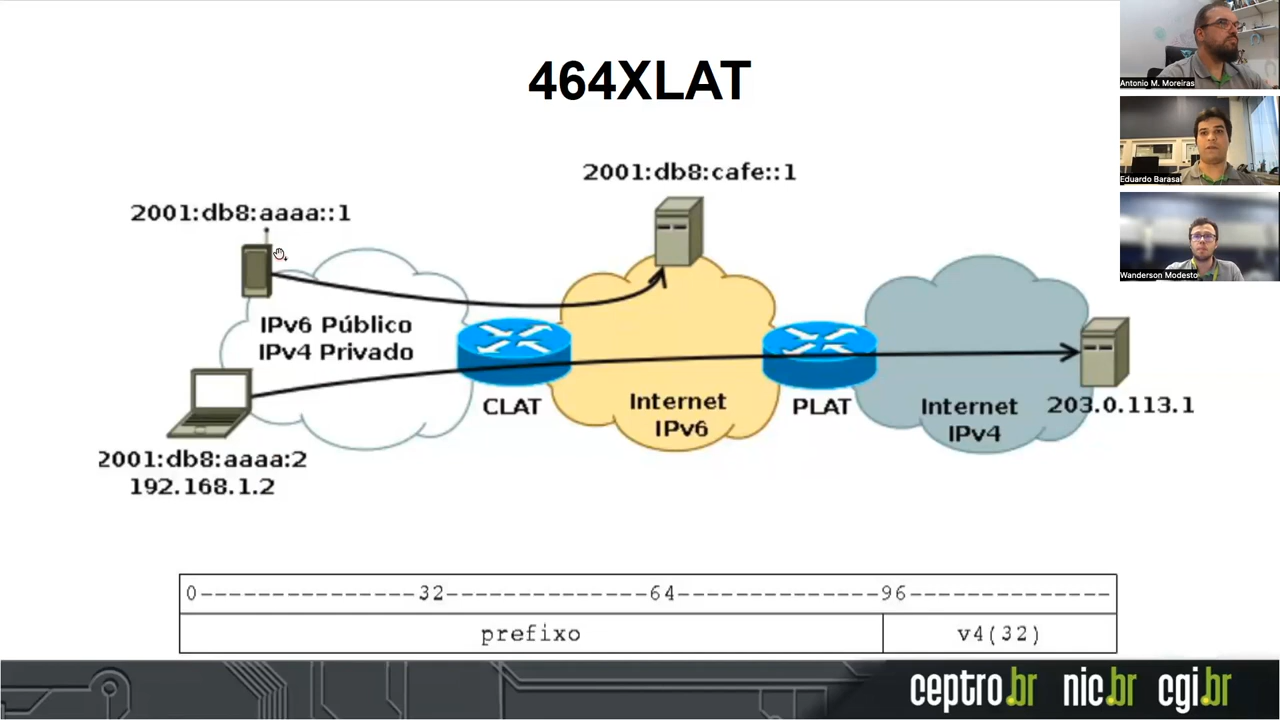 464XLAT
Antonio M. Moreiras
Eduardo Barasal
Wanderson Modesto
2001:db8:cafe::1
2001:db8:aaaa::1
IPv6 Público
IPv4 Privado
CLAT
Internet
IPv6
PLAT
Internet
IPv4
203.0.113.1
2001:db8:aaaa:2
192.168.1.2
0---------------32---------------64---------------96---------------
prefixo
v4(32)
ceptro.br nic.br cgi.br